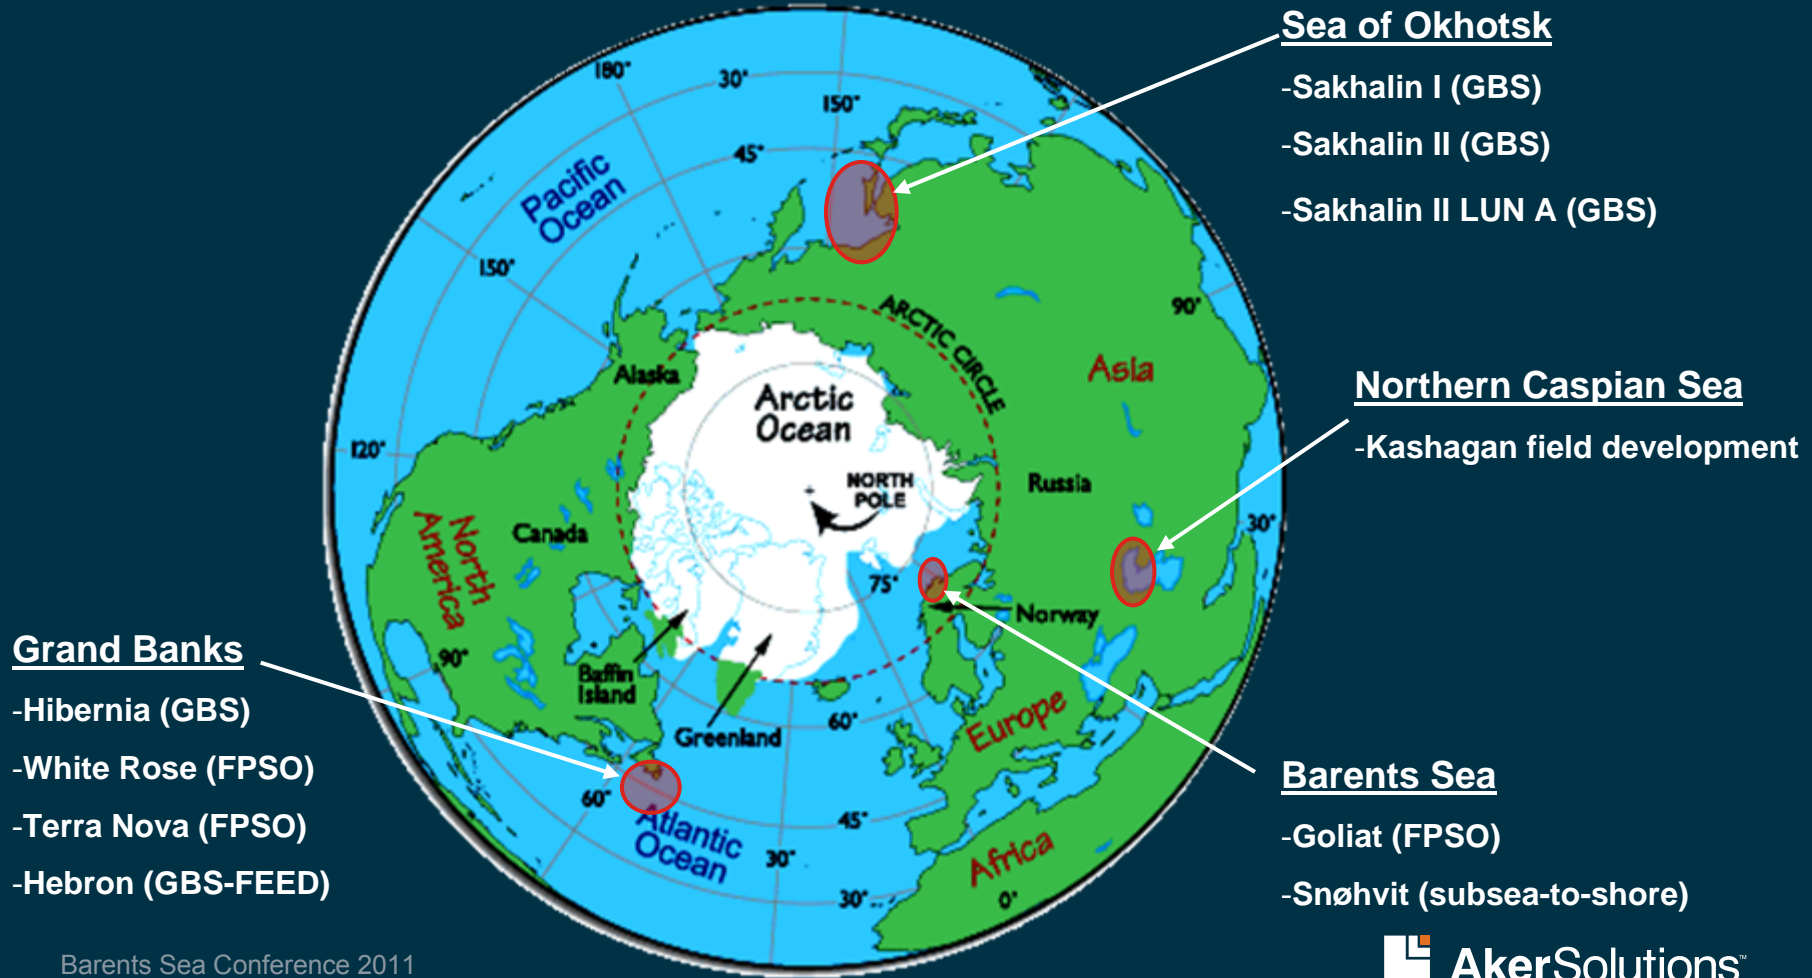 Sea of Okhotsk
-Sakhalin I (GBS)
-Sakhalin II (GBS)
-Sakhalin II LUN A (GBS)
Northern Caspian Sea
-Kashagan field development
Grand Banks
-Hibernia (GBS)
-White Rose (FPSO)
-Terra Nova (FPSO)
-Hebron (GBS-FEED)
Barents Sea
-Goliat (FPSO)
-Snøhvit (subsea-to-shore)
180°
30°
150°
45°
Pacific
Ocean
150°
90°
ARCTIC CIRCLE
Asia
Alaska
Arctic
Ocean
120°
NORTH
POLE
Russia
North
America
Canada
30°
75°
Norway
90°
Baffin
Island
Greenland
60°
Europe
60°
Atlantic
Ocean
45°
30°
Africa
30°
0°
Barents Sea Conference 2011
AkerSolutions™